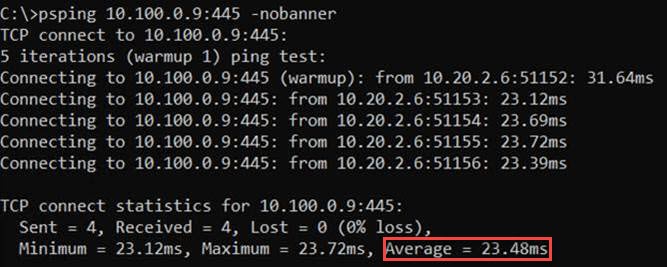 C:\>psping 10.100.0.9:445 -nobanner
TCP connect to 10.100.0.9:445:
5 iterations (warmup 1) ping test:
Connecting to 10.100.0.9:445 (warmup): from 10.20.2.6:51152: 31.64ms
Connecting to 10.100.0.9:445: from 10.20.2.6:51153: 23.12ms
Connecting to 10.100.0.9:445: from 10.20.2.6:51154: 23.69ms
Connecting to 10.100.0.9:445: from 10.20.2.6:51155: 23.72ms
Connecting to 10.100.0.9:445: from 10.20.2.6:51156: 23.39ms
TCP connect statistics for 10.100.0.9:445:
Sent = 4, Received = 4, Lost = 0 (0% loss),
Minimum = 23.12ms, Maximum = 23.72ms, Average = 23.48ms